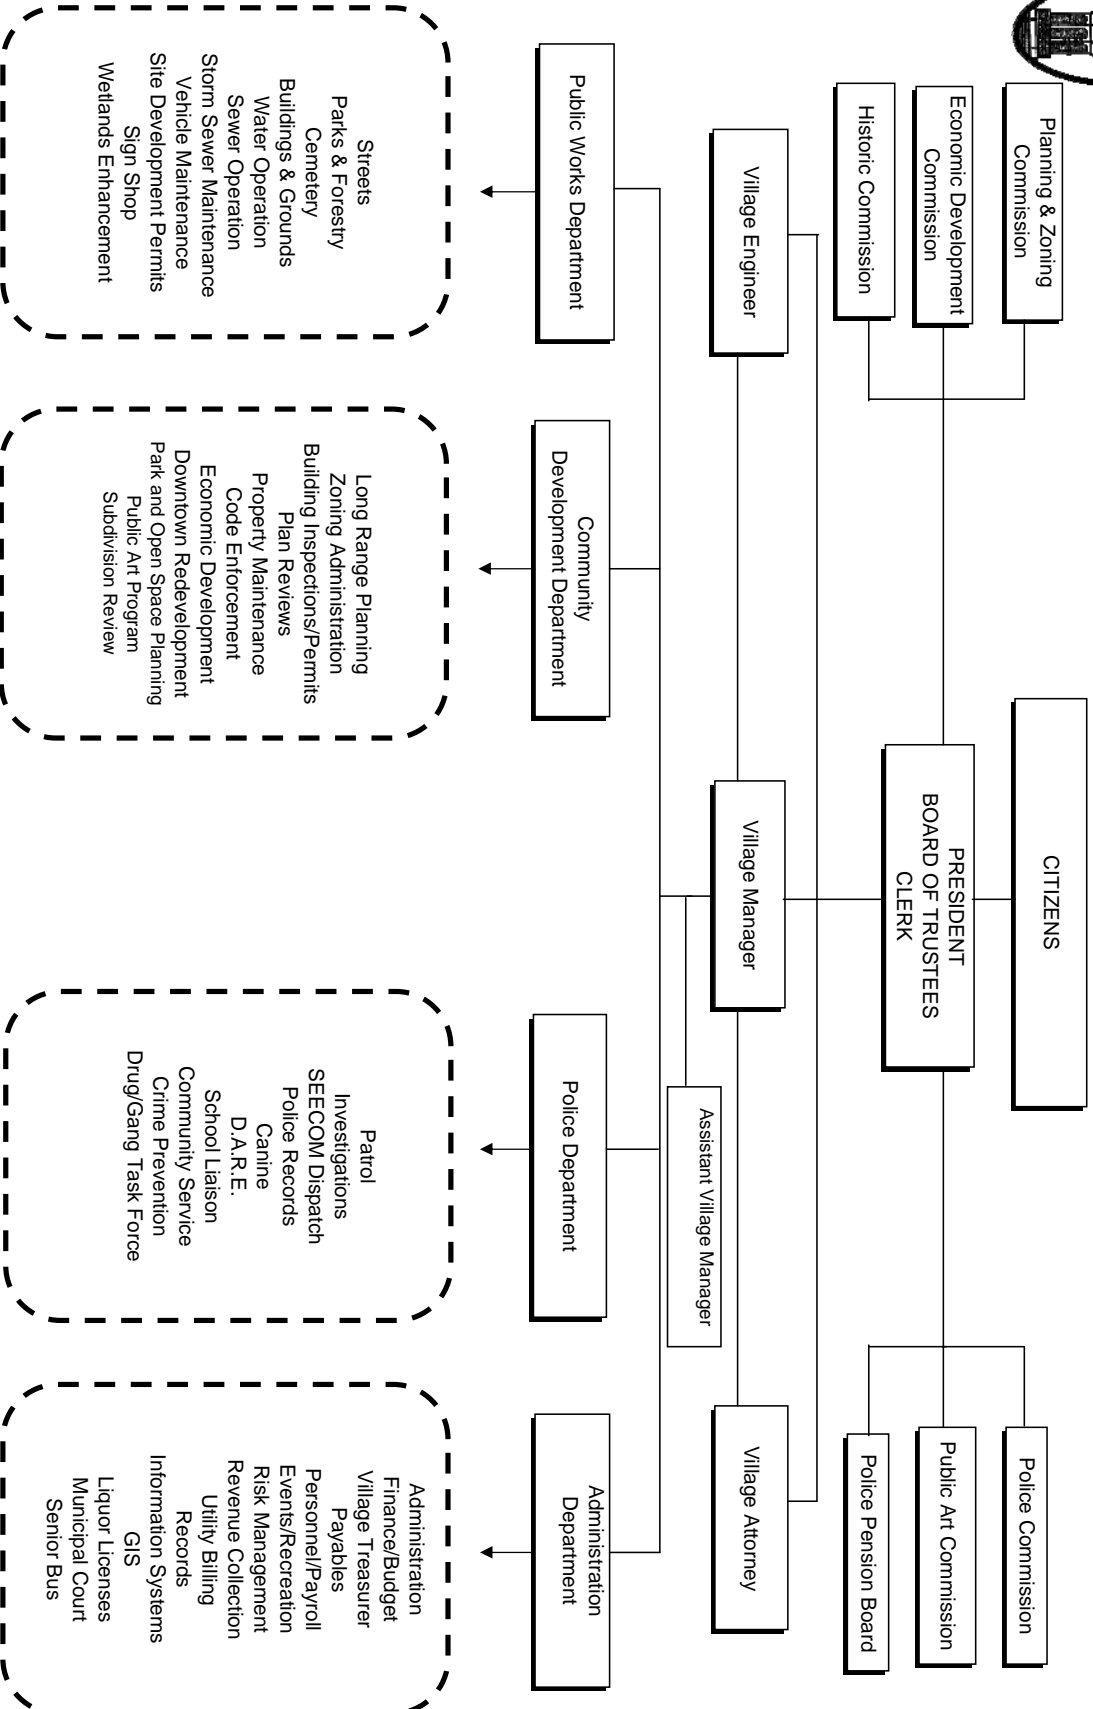 CITIZENS
PRESIDENT
BOARD OF TRUSTEES
CLERK
Planning & Zoning
Commission
Economic Development
Commission
Historic Commission
Police Commission
Public Art Commission
Police Pension Board
Village Engineer
Village Manager
Village Attorney
Assistant Village Manager
Public Works Department
Community
Development Department
Police Department
Administration
Department
Streets
Parks & Forestry
Cemetery
Buildings & Grounds
Water Operation
Sewer Operation
Storm Sewer Maintenance
Vehicle Maintenance
Site Development Permits
Sign Shop
Wetlands Enhancement
Long Range Planning
Zoning Administration
Building Inspections/Permits
Plan Reviews
Property Maintenance
Code Enforcement
Economic Development
Downtown Redevelopment
Park and Open Space Planning
Public Art Program
Subdivision Review
Patrol
Investigations
SEECOM Dispatch
Police Records
Canine
D.A.R.E.
School Liaison
Community Service
Crime Prevention
Drug/Gang Task Force
Administration
Finance/Budget
Village Treasurer
Payables
Personnel/Payroll
Events/Recreation
Risk Management
Revenue Collection
Utility Billing
Records
Information Systems
GIS
Liquor Licenses
Municipal Court
Senior Bus